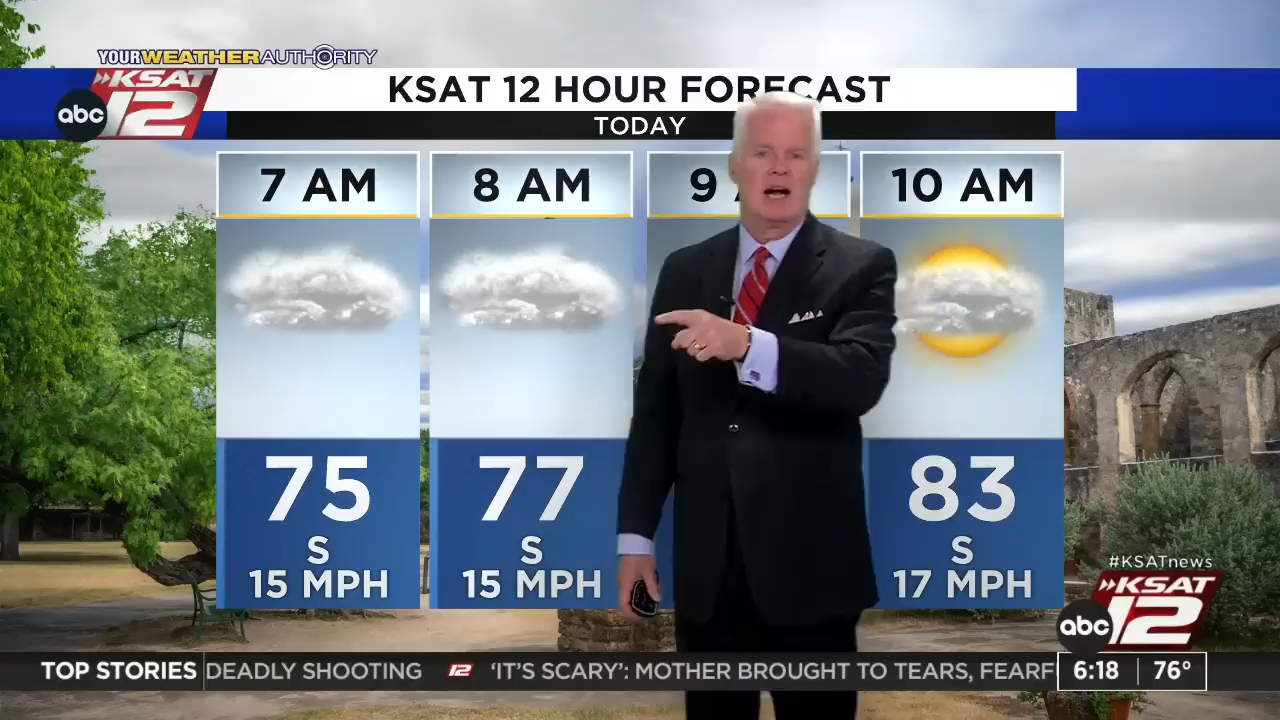 YOUR WEATHER AUTHORITY
KSAT
abc 12
KSAT 12 HOUR FORECAST
TODAY
7 AM
8 AM
9
10 AM
75
77
83
S
S
S
15 MPH
15 MPH
17 MPH
#KSATnews
KSAT
abc 12
TOP STORIES
DEADLY SHOOTING 12 ‘IT’S SCARY’: MOTHER BROUGHT TO TEARS, FEARF
6:18 76°